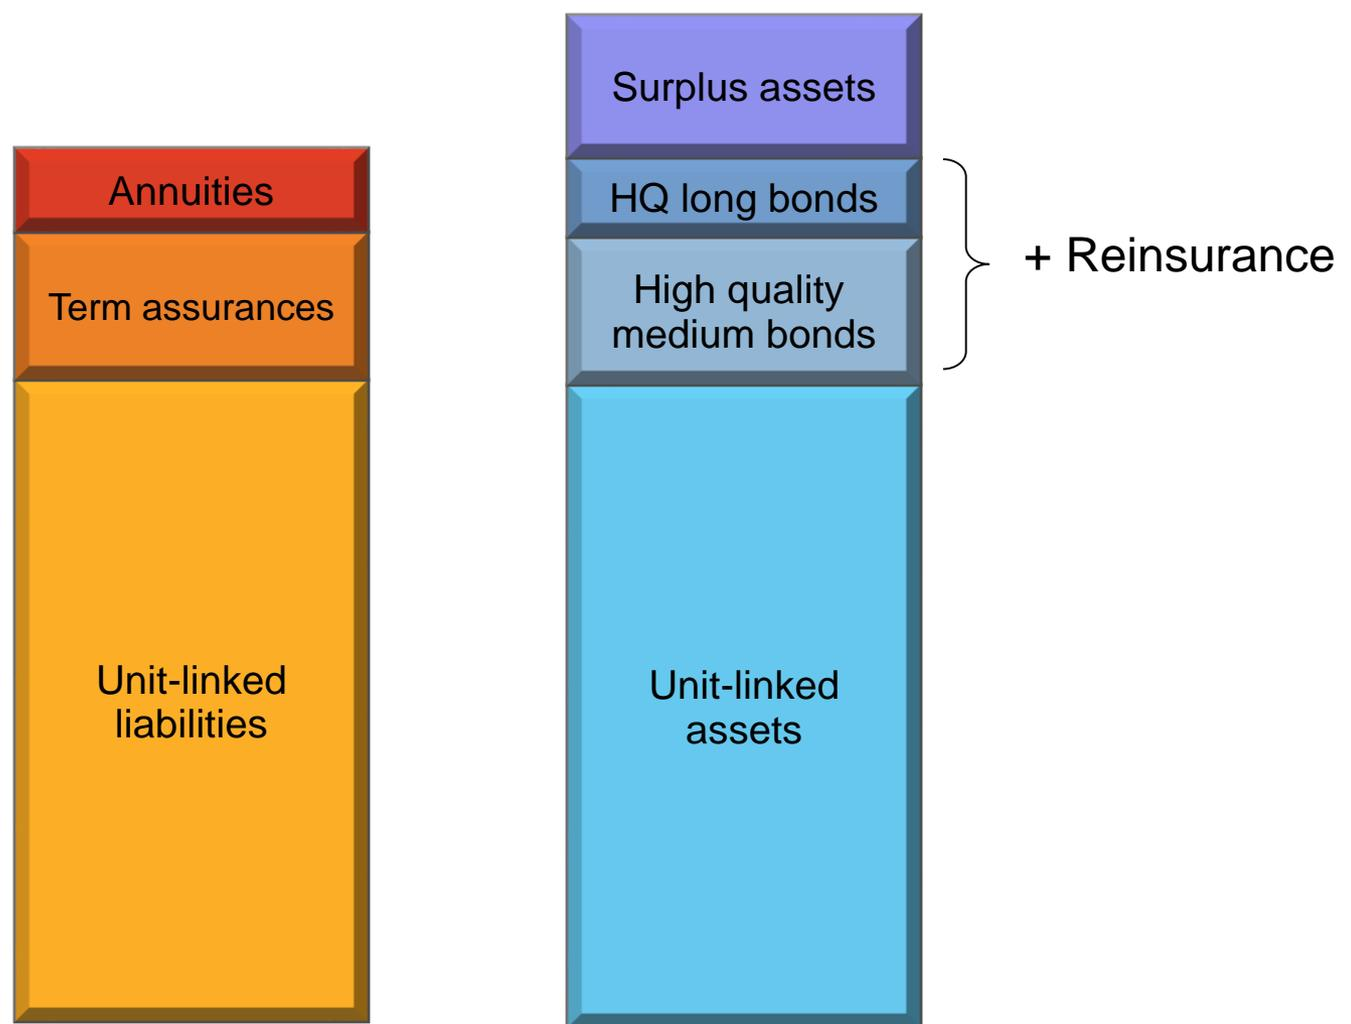 Annuities
Term assurances
Unit-linked
liabilities
Surplus assets
HQ long bonds
High quality
medium bonds
Unit-linked
assets
+ Reinsurance